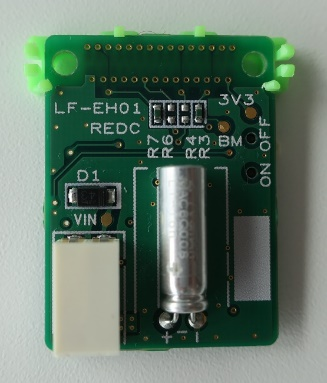 LF-EH01
REDC
3V3
BM
OFF
ON
R7
R6
R4
R3
D1
VIN
+ -